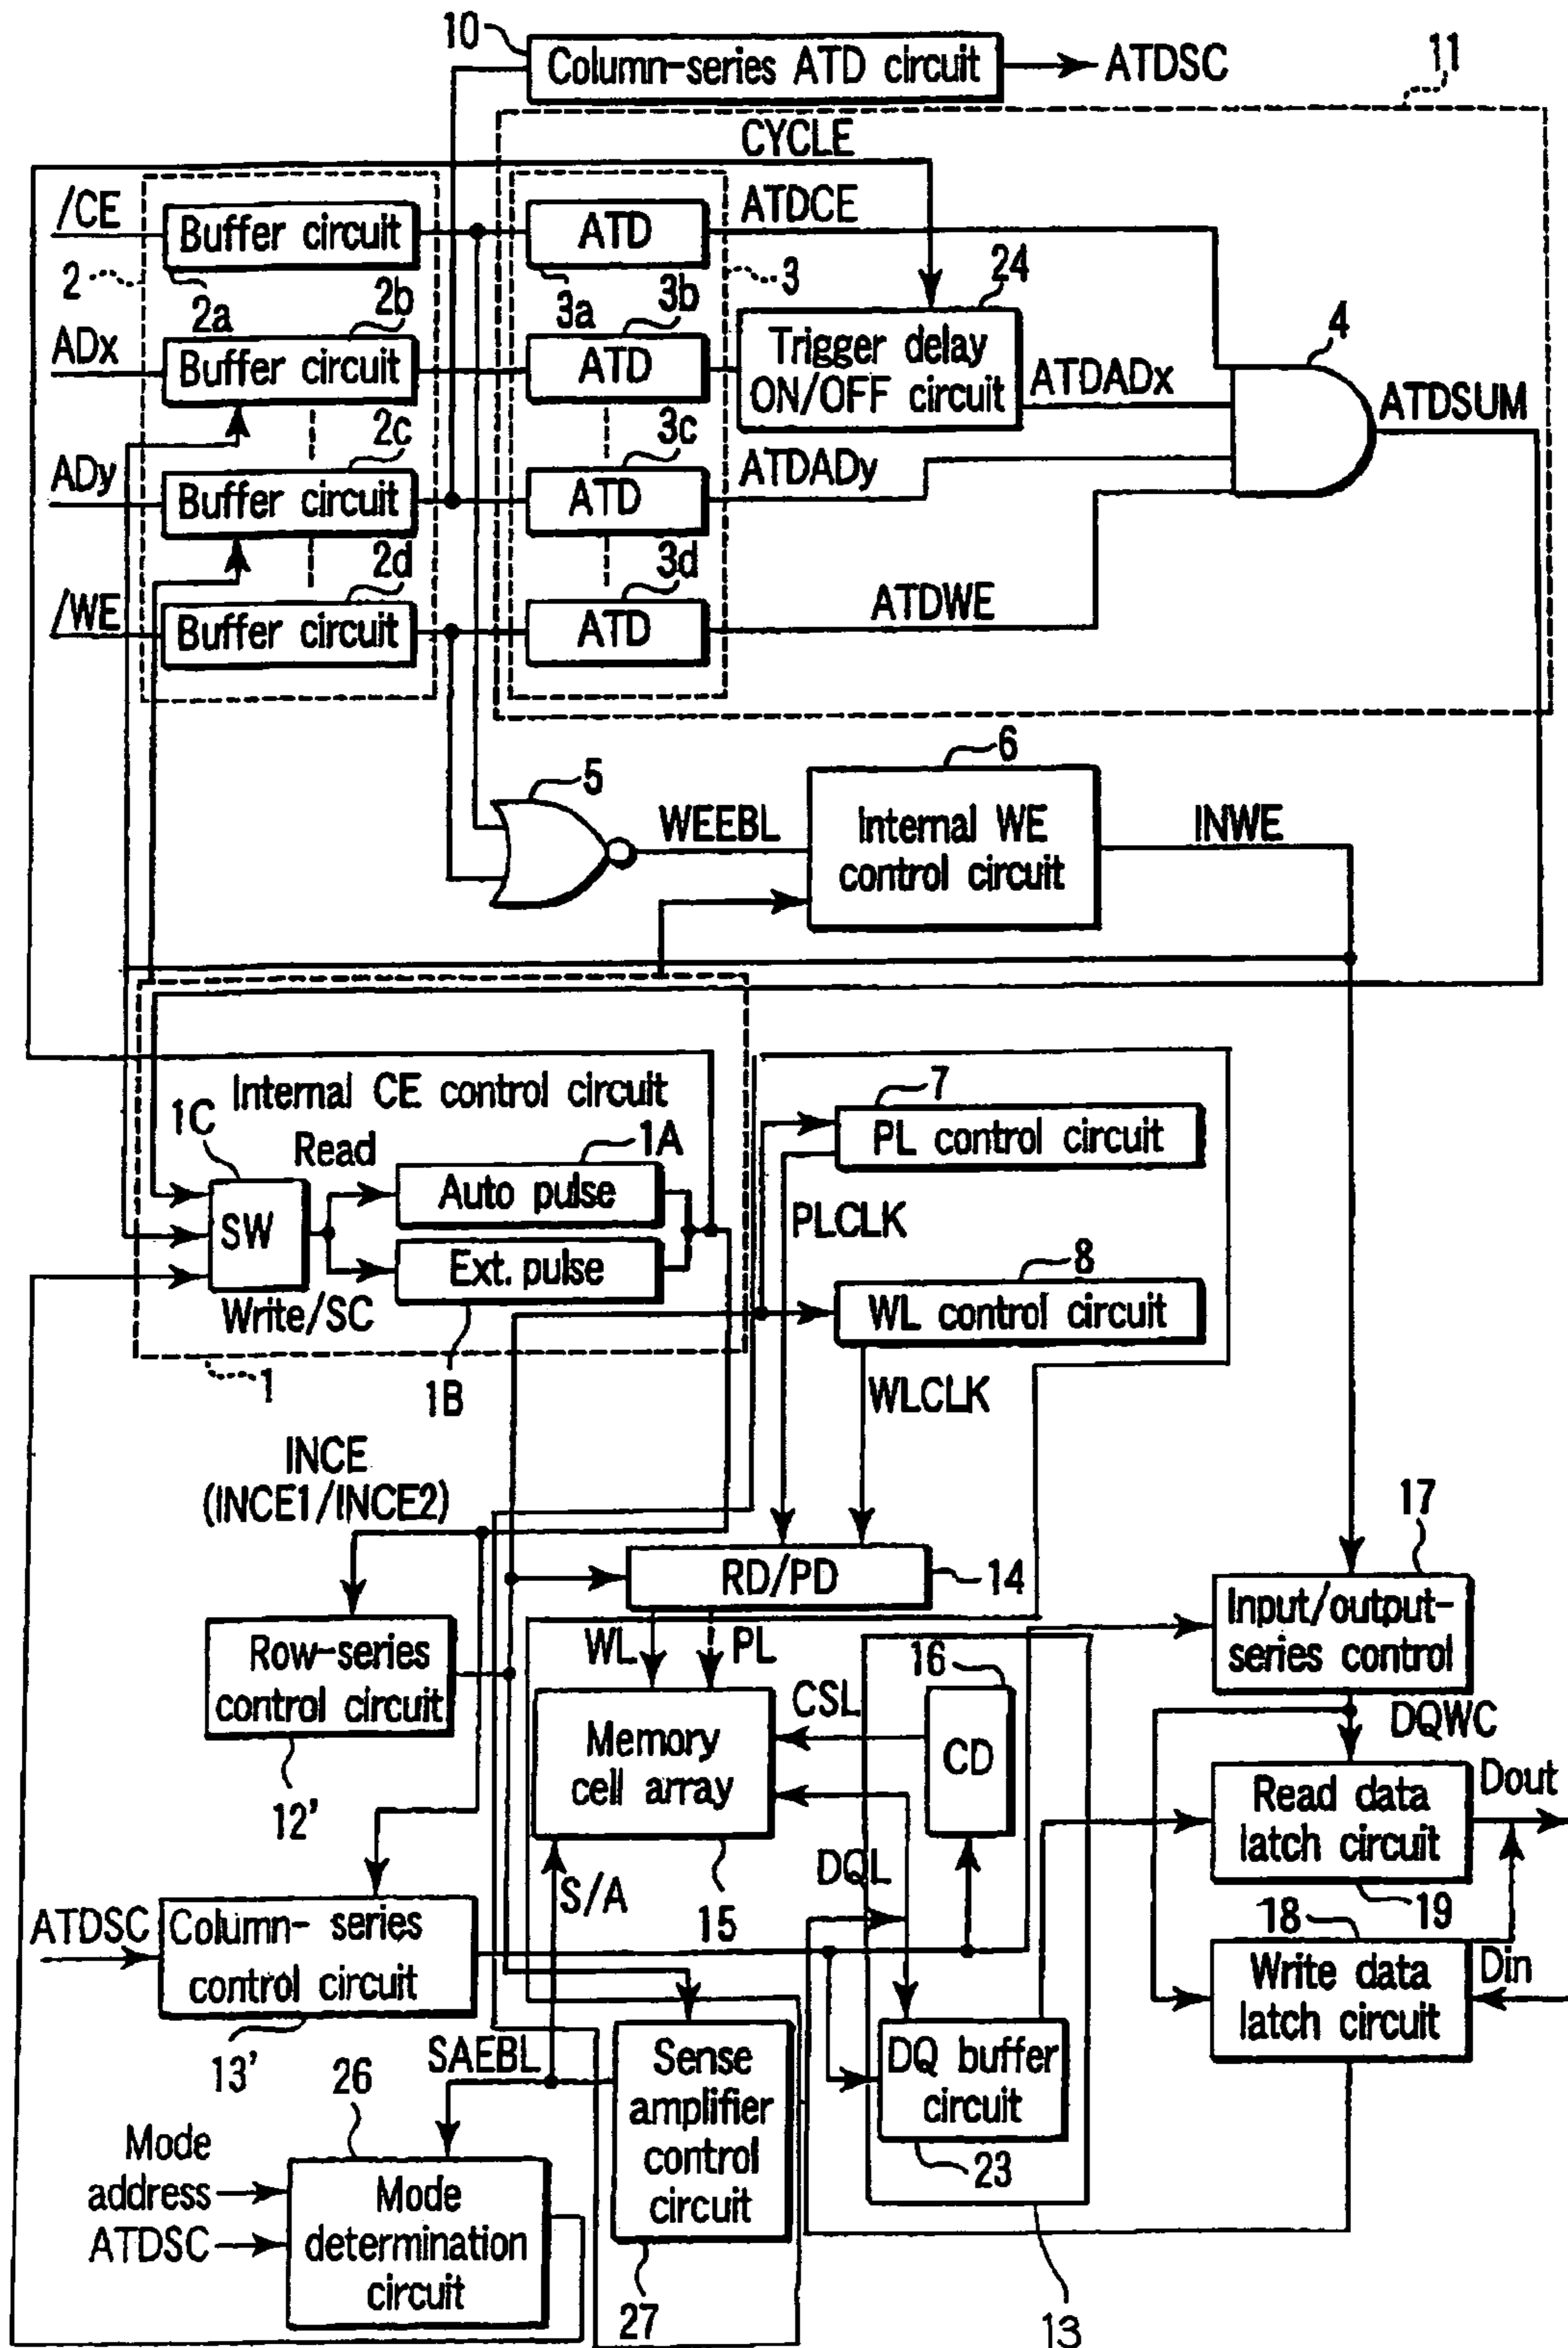 10
Column-series ATD circuit
ATDSC
11
CYCLE
/CE
Buffer circuit
ATD
ATDCE
2
2a
2b
3a
3b
3
24
ADx
Buffer circuit
ATD
Trigger delay
ON/OFF circuit
ATDADx
4
ATDSUM
2c
3c
ADy
Buffer circuit
ATD
ATDADy
2d
3d
/WE
Buffer circuit
ATD
ATDWE
5
WEEBL
6
Internal WE
control circuit
INWE
Internal CE control circuit
1C
Read
1A
SW
Auto pulse
Ext. pulse
Write/SC
1
1B
7
PL control circuit
PLCLK
8
WL control circuit
WLCLK
INCE
(INCE1/INCE2)
RD/PD
14
17
Input/output-
series control
WL
PL
16
Row-series
control circuit
12'
CSL
CD
Memory
cell array
DQWC
Read data
latch circuit
Dout
S/A
15
DQL
19
ATDSC
Column- series
control circuit
13'
18
Write data
latch circuit
Din
SAEBL
Sense
amplifier
control
circuit
27
DQ buffer
circuit
23
13
26
Mode
address
ATDSC
Mode
determination
circuit